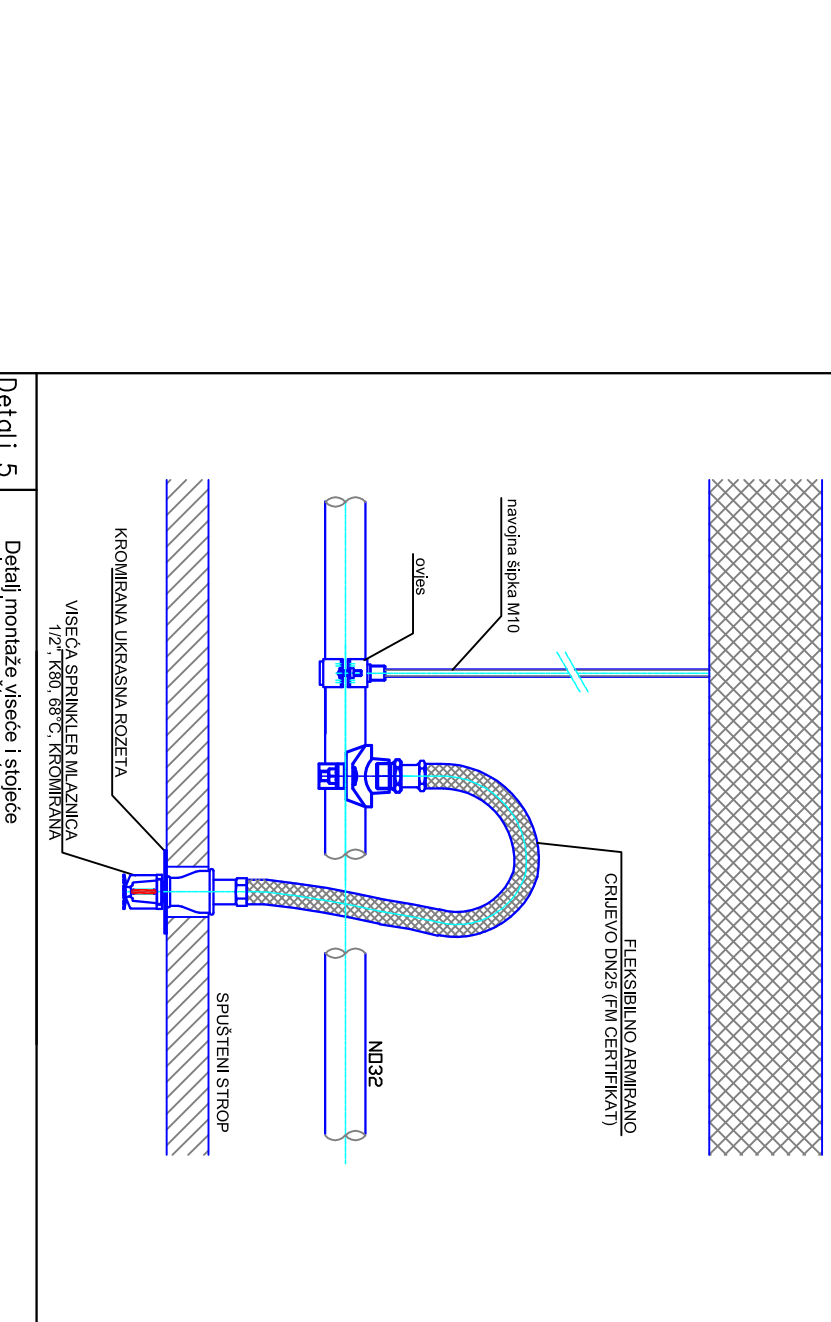 FLEKSIBILNO ARMIRANO
CRIJEVO DN25 (FM CERTIFIKAT)
navojna šipka M10
ovjes
NO32
SPUŠTENI STROP
KROMIRANA UKRASNA ROZETA
VISEĆA SPRINKLER MLAZNICA
1/2", K80, 68°C, KROMIRANA
Detalj 5
Detalj montaže viseće i stojeće